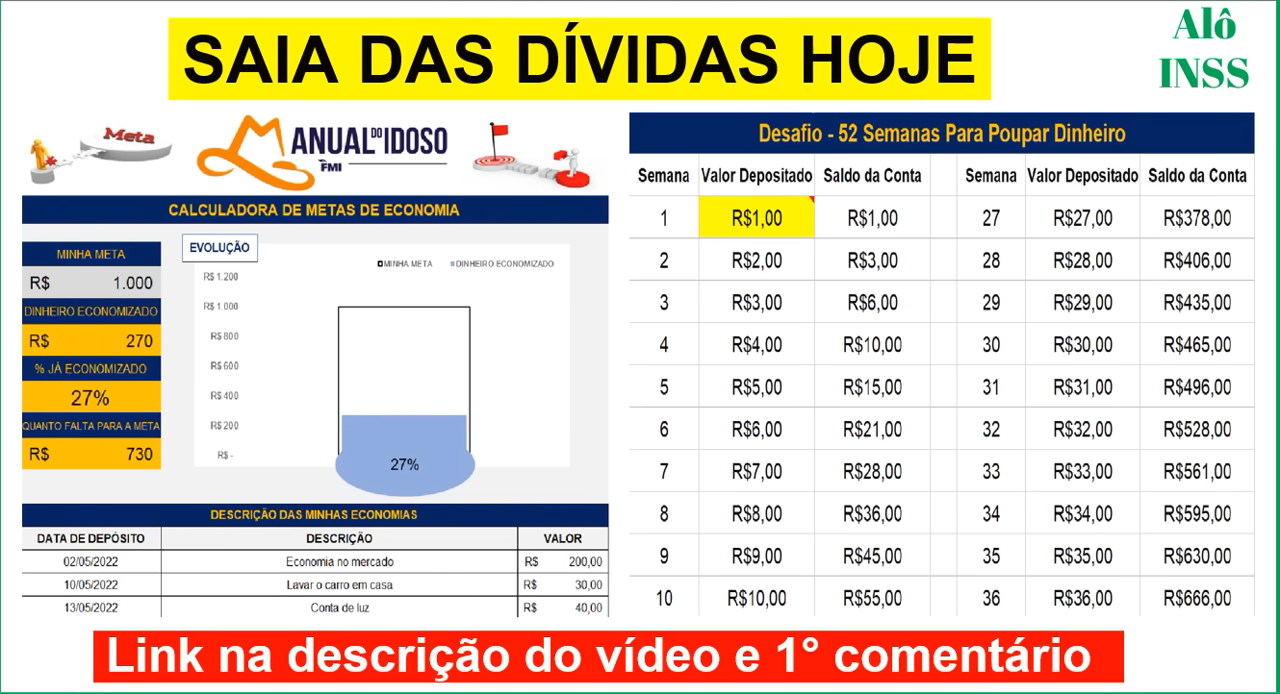 SAIA DAS DÍVIDAS HOJE
Alô
INSS
Meta
MANUAL DO IDOSO
FMI
CALCULADORA DE METAS DE ECONOMIA
MINHA META
R$ 1.000
DINHEIRO ECONOMIZADO
R$ 270
% JÁ ECONOMIZADO
27%
QUANTO FALTA PARA A META
R$ 730
EVOLUÇÃO
MINHA META DINHEIRO ECONOMIZADO
R$ 1.200
R$ 1.000
R$ 800
R$ 600
R$ 400
R$ 200
R$ -
27%
DESCRIÇÃO DAS MINHAS ECONOMIAS
DATA DE DEPÓSITO DESCRIÇÃO VALOR
02/05/2022 Economia no mercado R$ 200,00
10/05/2022 Lavar o carro em casa R$ 30,00
13/05/2022 Conta de luz R$ 40,00
Desafio - 52 Semanas Para Poupar Dinheiro
Semana Valor Depositado Saldo da Conta Semana Valor Depositado Saldo da Conta
1 R$1,00 R$1,00 27 R$27,00 R$378,00
2 R$2,00 R$3,00 28 R$28,00 R$406,00
3 R$3,00 R$6,00 29 R$29,00 R$435,00
4 R$4,00 R$10,00 30 R$30,00 R$465,00
5 R$5,00 R$15,00 31 R$31,00 R$496,00
6 R$6,00 R$21,00 32 R$32,00 R$528,00
7 R$7,00 R$28,00 33 R$33,00 R$561,00
8 R$8,00 R$36,00 34 R$34,00 R$595,00
9 R$9,00 R$45,00 35 R$35,00 R$630,00
10 R$10,00 R$55,00 36 R$36,00 R$666,00
Link na descrição do vídeo e 1° comentário